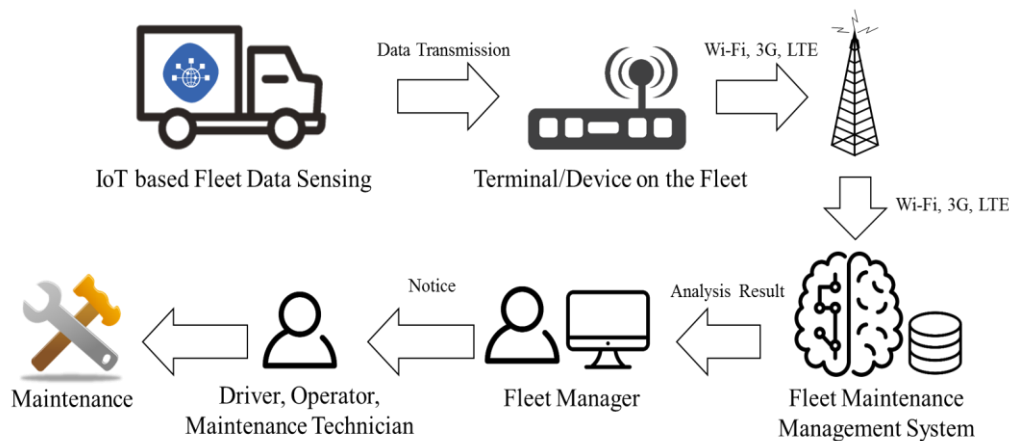 Data Transmission
Wi-Fi, 3G, LTE
IoT based Fleet Data Sensing
Terminal/Device on the Fleet
Wi-Fi, 3G, LTE
Notice
Analysis Result
Maintenance
Driver, Operator,
Maintenance Technician
Fleet Manager
Fleet Maintenance
Management System